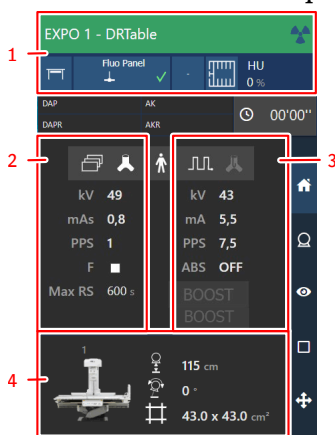 EXPO 1 - DRTable
1
Fluo Panel
HU
0 %
DAP AK
DAPR AKR
00'00''
2
3
kV 49 kV 43
mAs 0,8 mA 5,5
PPS 1 PPS 7,5
F ABS OFF
Max RS 600 s BOOST
BOOST
4
1
115 cm
0 °
43.0 x 43.0 cm²